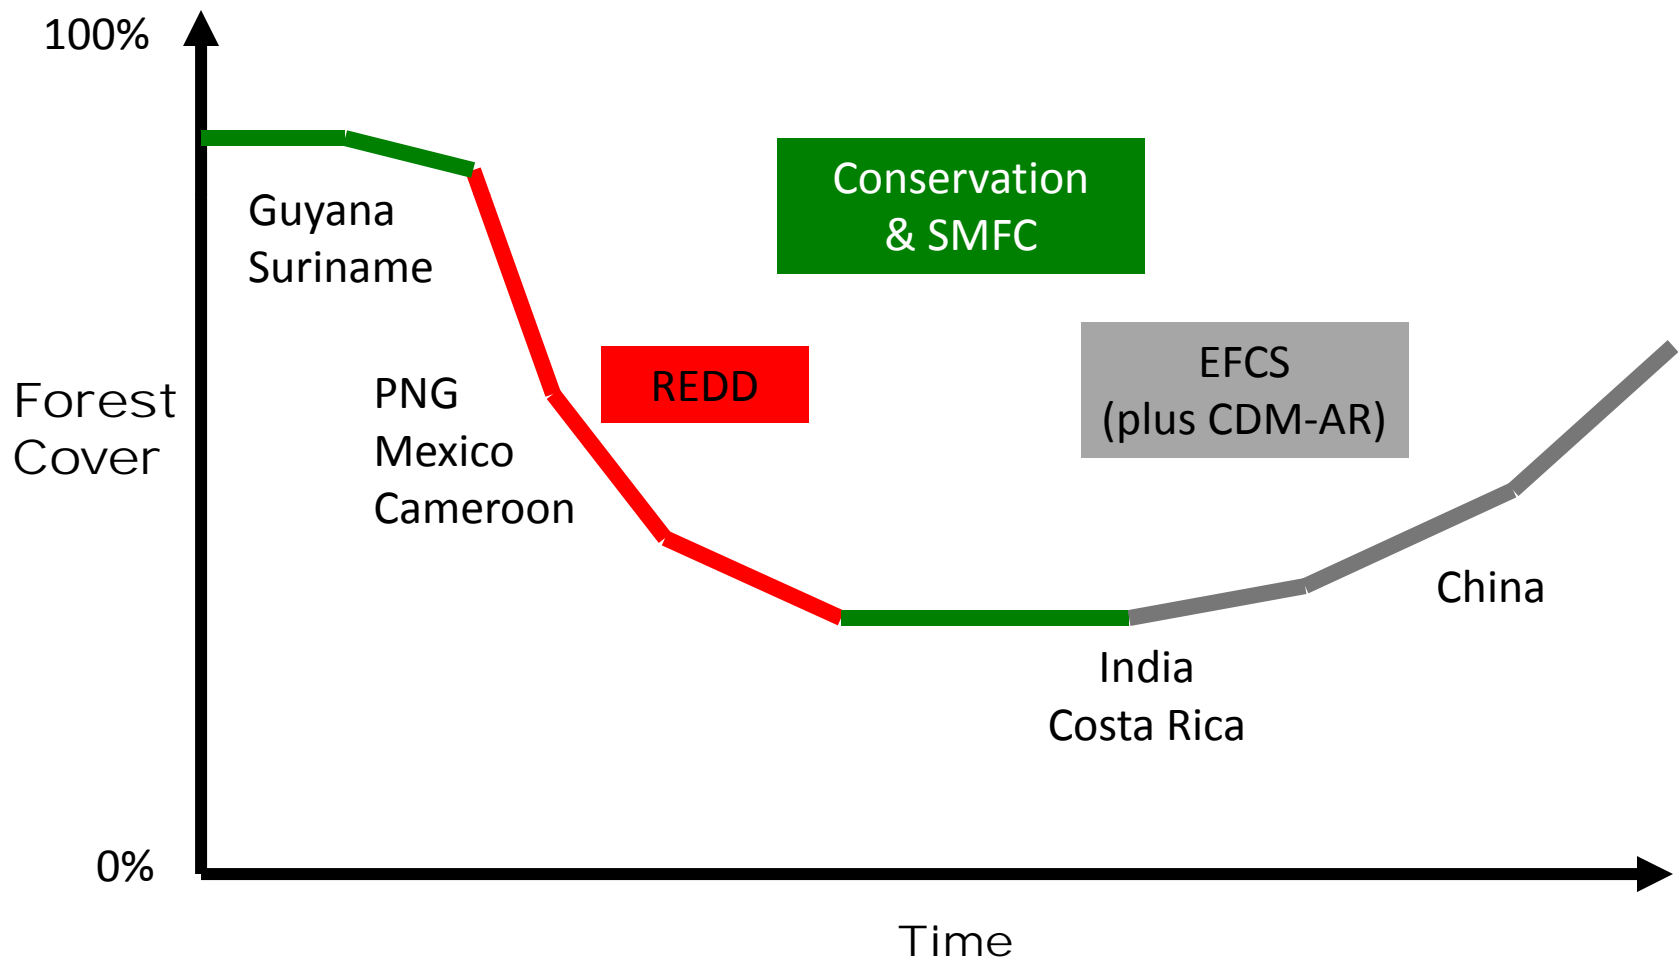 100%
Guyana
Suriname
Conservation
& SMFC
REDD
EFCS
(plus CDM-AR)
Forest
Cover
PNG
Mexico
Cameroon
China
India
Costa Rica
0%
Time